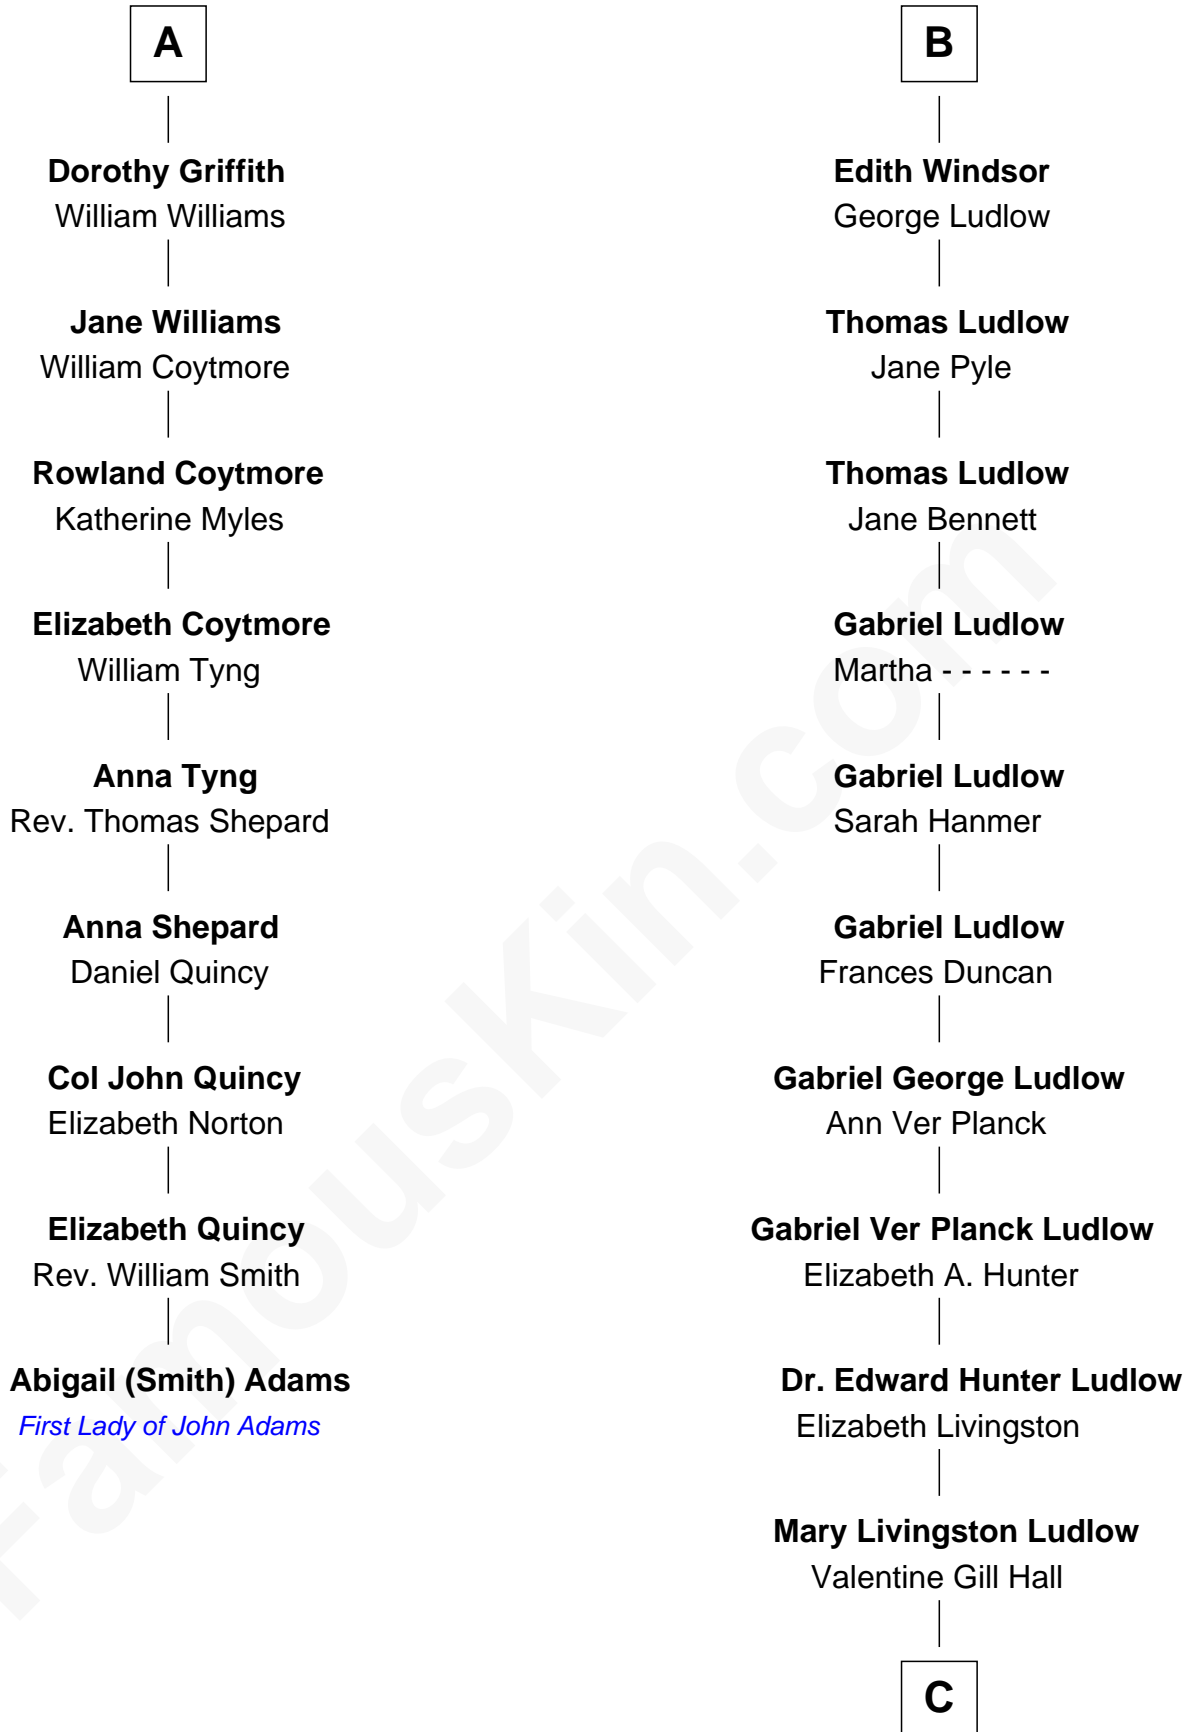 A
Dorothy Griffith
William Williams
Jane Williams
William Coytmore
Rowland Coytmore
Katherine Myles
Elizabeth Coytmore
William Tyng
Anna Tyng
Rev. Thomas Shepard
Anna Shepard
Daniel Quincy
Col John Quincy
Elizabeth Norton
Elizabeth Quincy
Rev. William Smith
Abigail (Smith) Adams
First Lady of John Adams
B
Edith Windsor
George Ludlow
Thomas Ludlow
Jane Pyle
Thomas Ludlow
Jane Bennett
Gabriel Ludlow
Martha - - - - - -
Gabriel Ludlow
Sarah Hanmer
Gabriel Ludlow
Frances Duncan
Gabriel George Ludlow
Ann Ver Planck
Gabriel Ver Planck Ludlow
Elizabeth A. Hunter
Dr. Edward Hunter Ludlow
Elizabeth Livingston
Mary Livingston Ludlow
Valentine Gill Hall
C
FamousKin.com